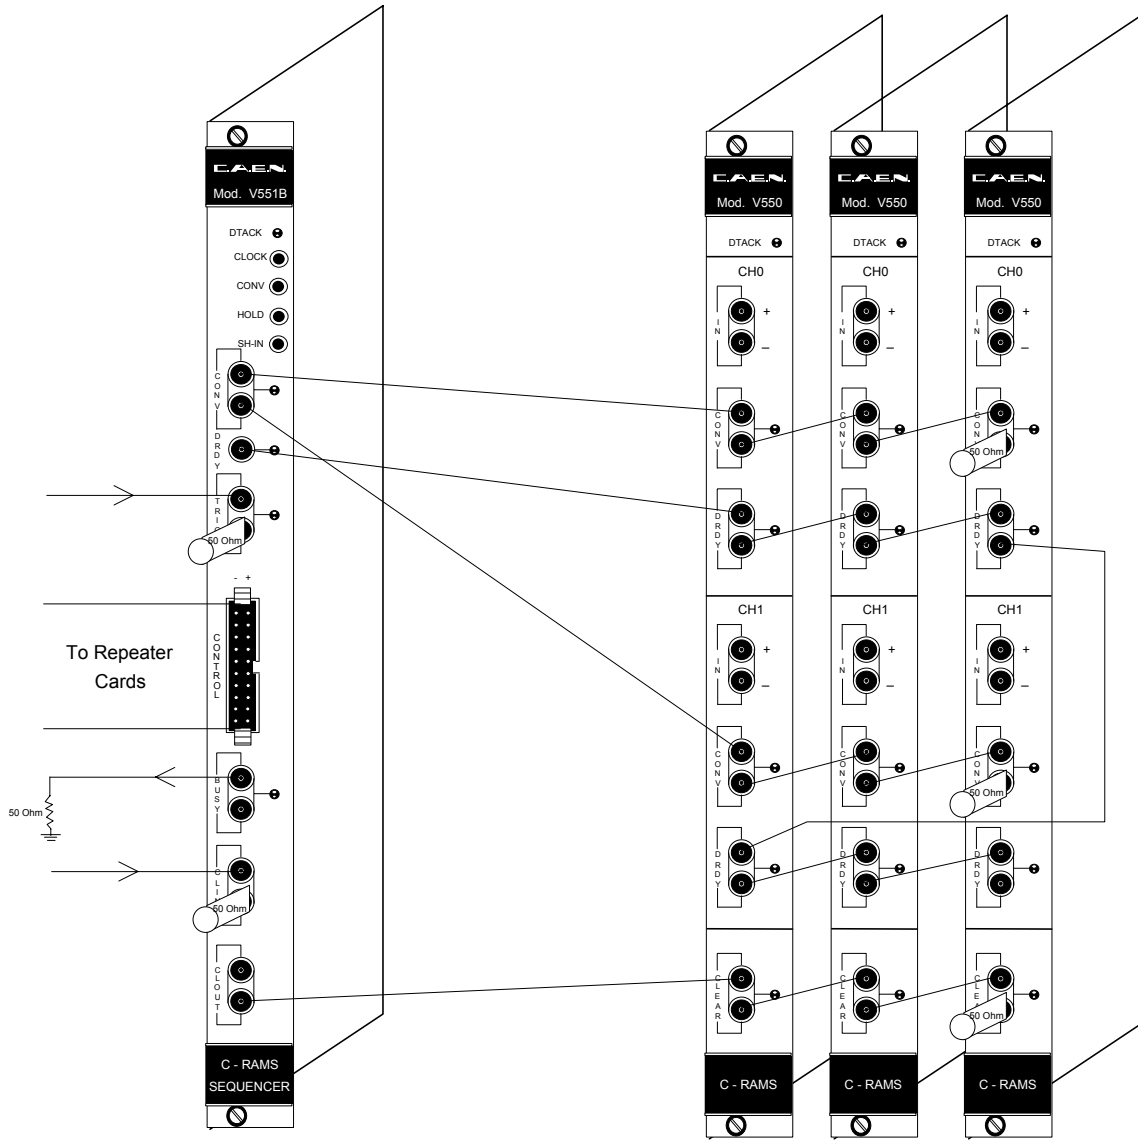 C.A.E.N.
Mod. V551B
DTACK
CLOCK
CONV
HOLD
SH-IN
CONV
DRDY
TRIG
50 Ohm
- +
CONTROL
To Repeater
Cards
BUSY
50 Ohm
50 Ohm
CLOUT
C - RAMS
SEQUENCER
C.A.E.N.
Mod. V550
DTACK
CH0
IN
+
–
CONV
DRDY
CH1
IN
+
–
CONV
DRDY
CLEAR
C - RAMS
C.A.E.N.
Mod. V550
DTACK
CH0
IN
+
–
CONV
DRDY
CH1
IN
+
–
CONV
DRDY
CLEAR
C - RAMS
C.A.E.N.
Mod. V550
DTACK
CH0
IN
+
–
CONV
50 Ohm
DRDY
CH1
IN
+
–
CONV
50 Ohm
DRDY
CLEA
50 Ohm
C - RAMS